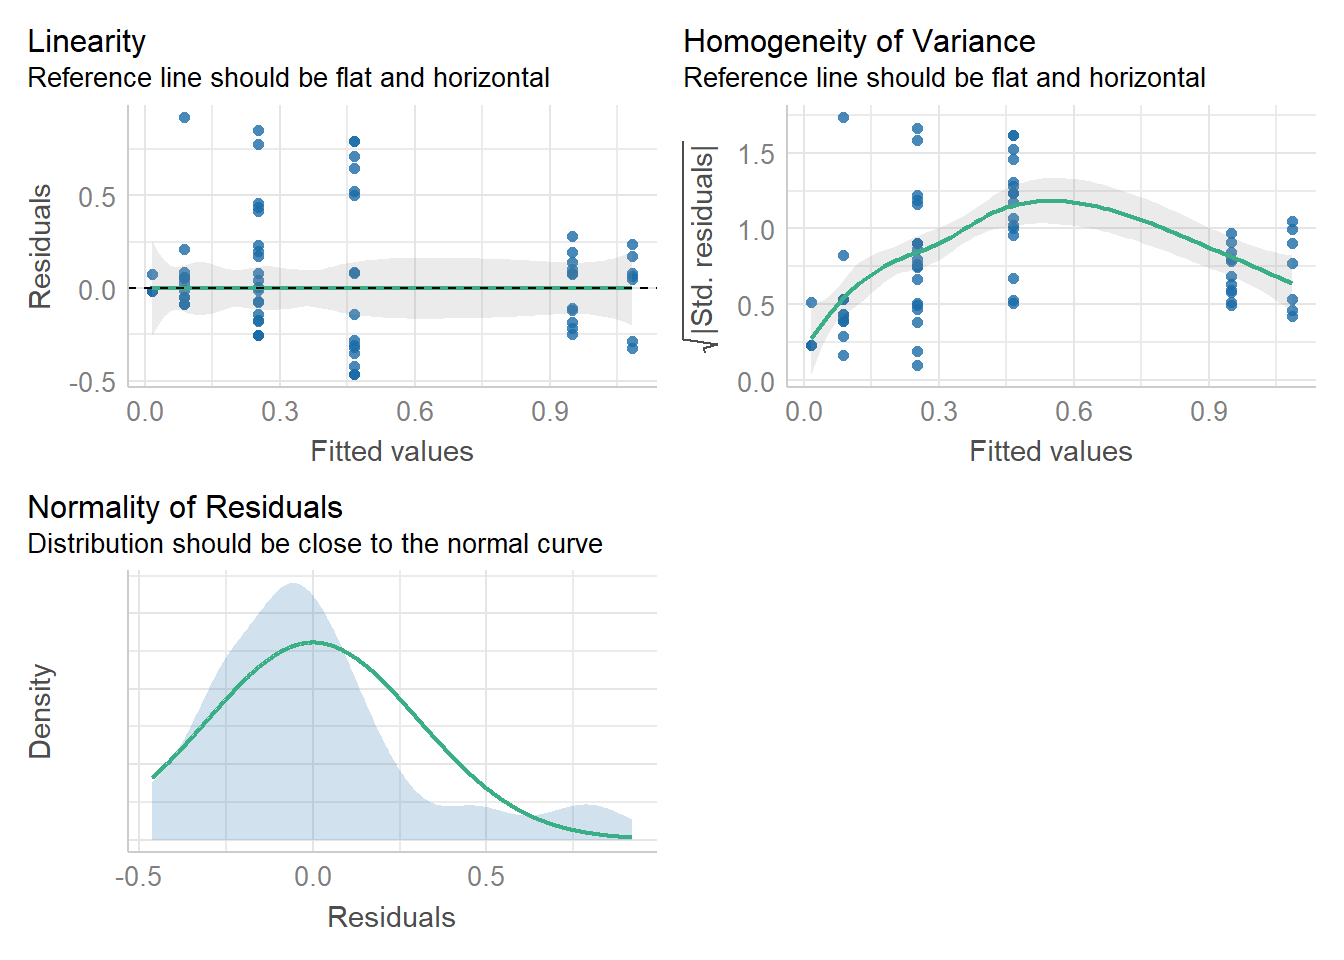 Linearity
Reference line should be flat and horizontal
Residuals
0.5
0.0
-0.5
0.0 0.3 0.6 0.9
Fitted values
Homogeneity of Variance
Reference line should be flat and horizontal
√|Std. residuals|
1.5
1.0
0.5
0.0
0.0 0.3 0.6 0.9
Fitted values
Normality of Residuals
Distribution should be close to the normal curve
Density
-0.5 0.0 0.5
Residuals